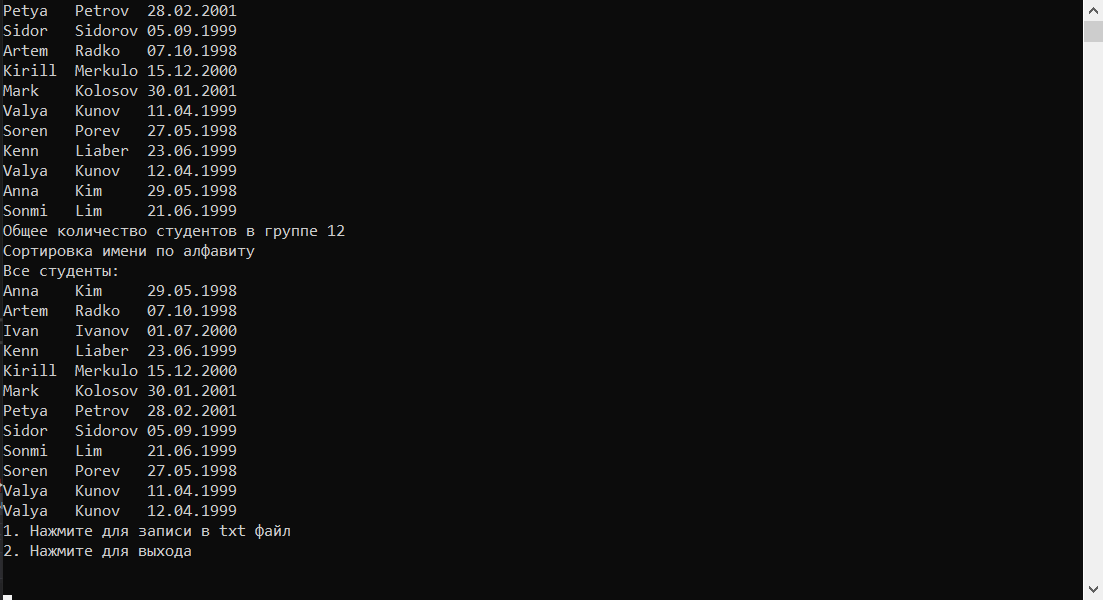 Petya   Petrov  28.02.2001
Sidor   Sidorov 05.09.1999
Artem   Radko   07.10.1998
Kirill  Merkulo 15.12.2000
Mark    Kolosov 30.01.2001
Valya   Kunov   11.04.1999
Soren   Porev   27.05.1998
Kenn    Liaber  23.06.1999
Valya   Kunov   12.04.1999
Anna    Kim     29.05.1998
Sonmi   Lim     21.06.1999
Общее количество студентов в группе 12
Сортировка имени по алфавиту
Все студенты:
Anna    Kim     29.05.1998
Artem   Radko   07.10.1998
Ivan    Ivanov  01.07.2000
Kenn    Liaber  23.06.1999
Kirill  Merkulo 15.12.2000
Mark    Kolosov 30.01.2001
Petya   Petrov  28.02.2001
Sidor   Sidorov 05.09.1999
Sonmi   Lim     21.06.1999
Soren   Porev   27.05.1998
Valya   Kunov   11.04.1999
Valya   Kunov   12.04.1999
1. Нажмите для записи в txt файл
2. Нажмите для выхода